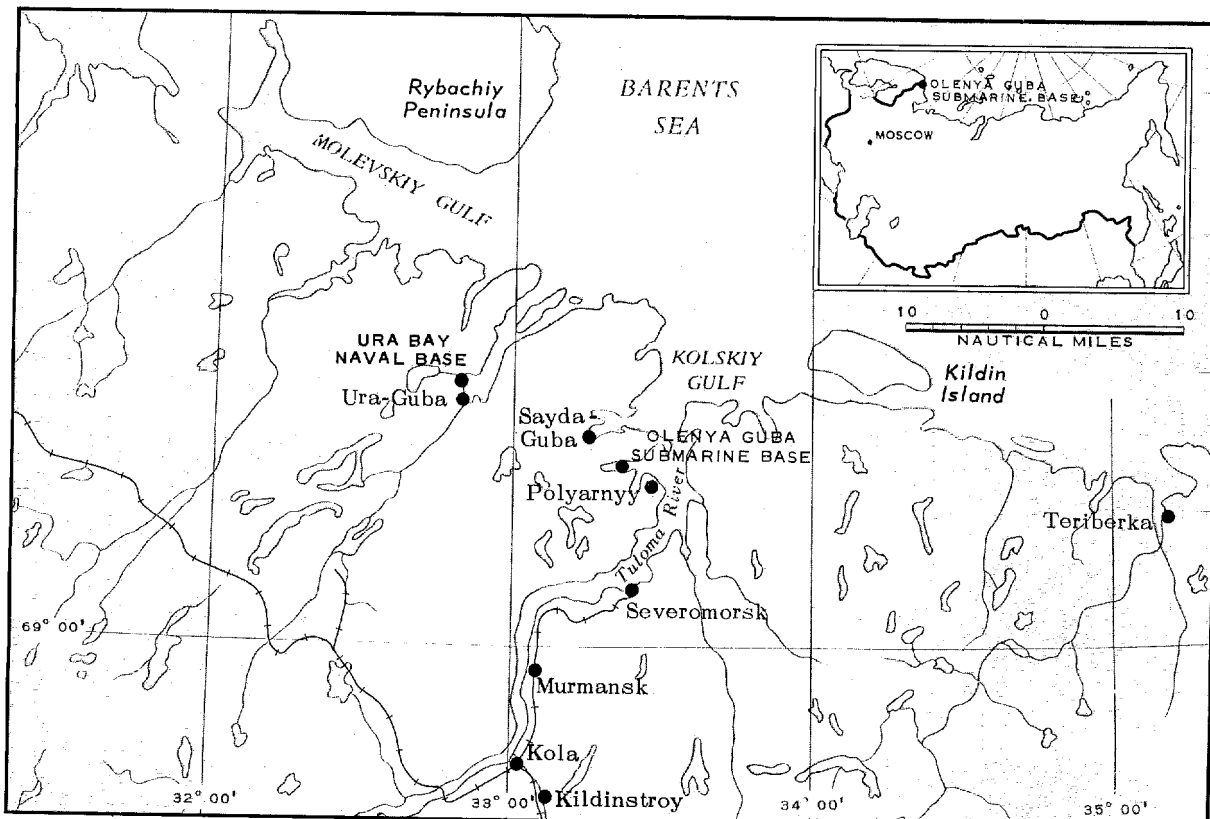 Rybachiy
Peninsula
BARENTS
SEA
OLENYA GUBA
SUBMARINE BASE
MOSCOW
MOLEVSKIY GULF
10 0 10
NAUTICAL MILES
URA BAY
NAVAL BASE
Ura-Guba
KOLSKIY
GULF
Kildin
Island
Sayda-
Guba
OLENYA GUBA
SUBMARINE BASE
Polyarnyy
Tuloma River
Teriberka
Severomorsk
69° 00'
Murmansk
Kola
Kildinstroy
32° 00'
33° 00'
34° 00'
35° 00'